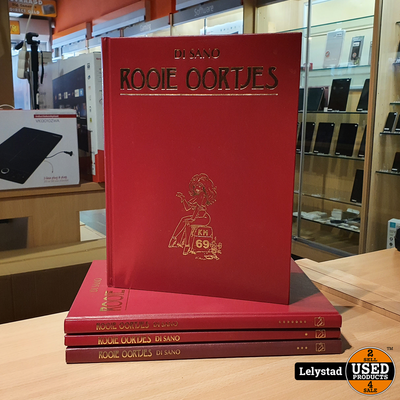 DI SANO
ROOIE OORTJES
KM
69
ROOIE OORTJES DI SANO
ROOIE OORTJES DI SANO
ROOIE OORTJES DI SANO
Lelystad
2
SELL
USED
PRODUCTS
4
SALE
TM